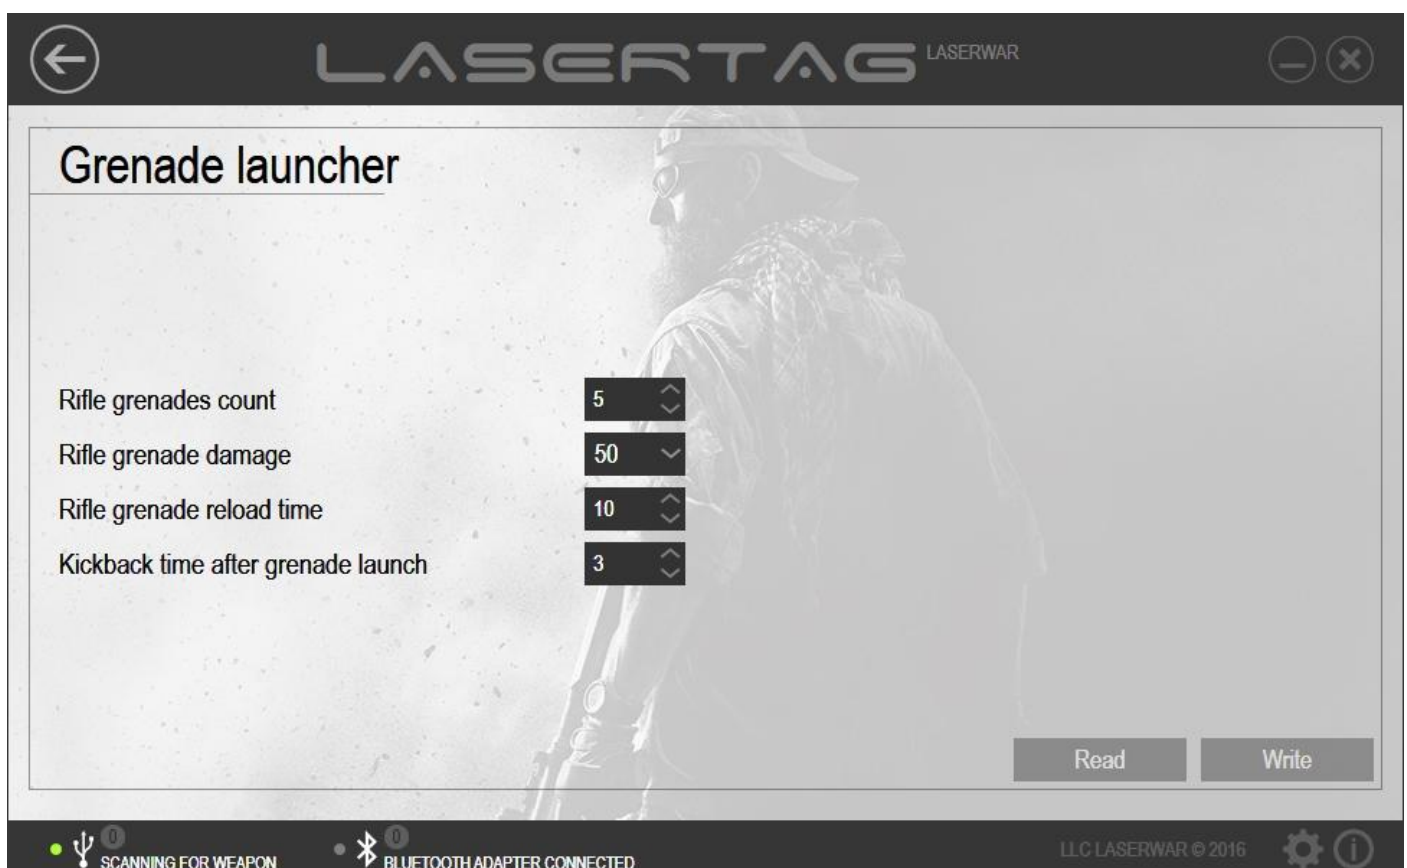 LASERTAG LASERWAR
Grenade launcher
Rifle grenades count 5
Rifle grenade damage 50
Rifle grenade reload time 10
Kickback time after grenade launch 3
Read Write
0 0
SCANNING FOR WEAPON BLUETOOTH ADAPTER CONNECTED LLC LASERWAR © 2016